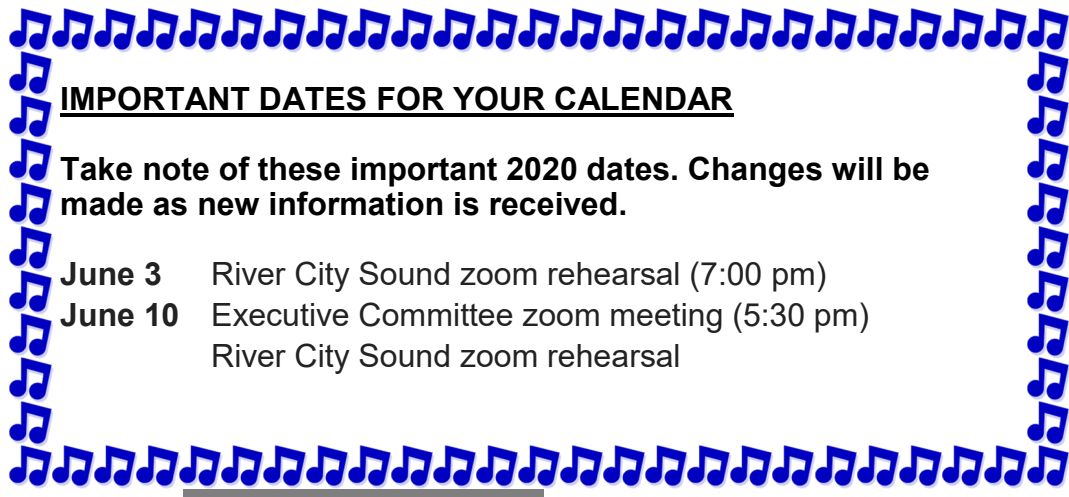 IMPORTANT DATES FOR YOUR CALENDAR
Take note of these important 2020 dates. Changes will be
made as new information is received.
June 3 River City Sound zoom rehearsal (7:00 pm)
June 10 Executive Committee zoom meeting (5:30 pm)
River City Sound zoom rehearsal